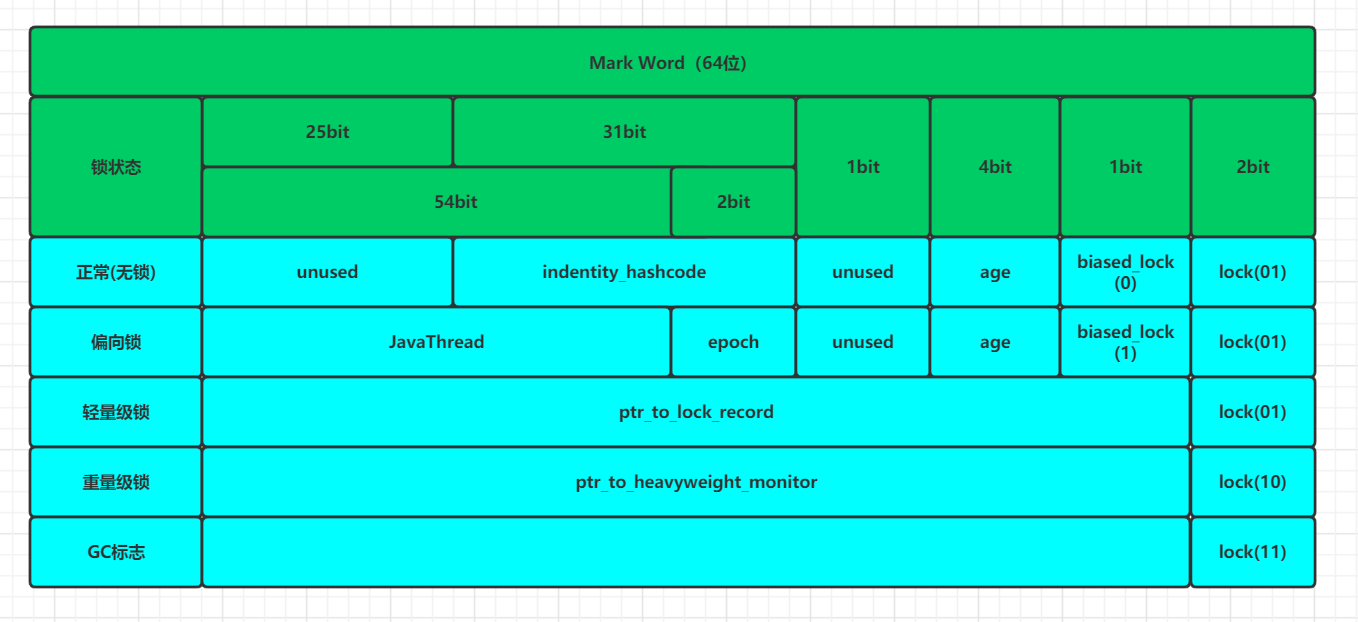 Mark Word（64位）
锁状态
25bit
31bit
1bit
4bit
1bit
2bit
54bit
2bit
正常(无锁)
unused
indentity_hashcode
unused
age
biased_lock
(0)
lock(01)
偏向锁
JavaThread
epoch
unused
age
biased_lock
(1)
lock(01)
轻量级锁
ptr_to_lock_record
lock(01)
重量级锁
ptr_to_heavyweight_monitor
lock(10)
GC标志
lock(11)